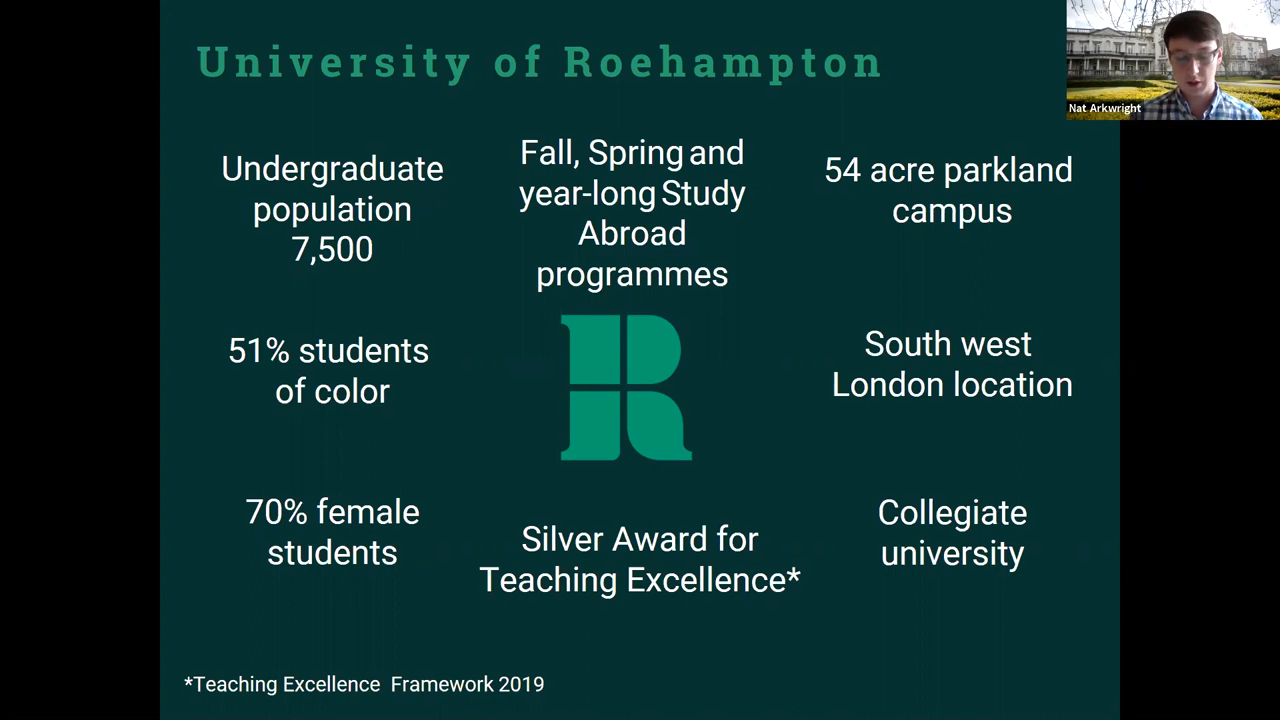 University of Roehampton
Nat Arkwright
Undergraduate
population
7,500
Fall, Spring and
year-long Study
Abroad
programmes
54 acre parkland
campus
51% students
of color
R
South west
London location
70% female
students
Silver Award for
Teaching Excellence*
Collegiate
university
*Teaching Excellence Framework 2019